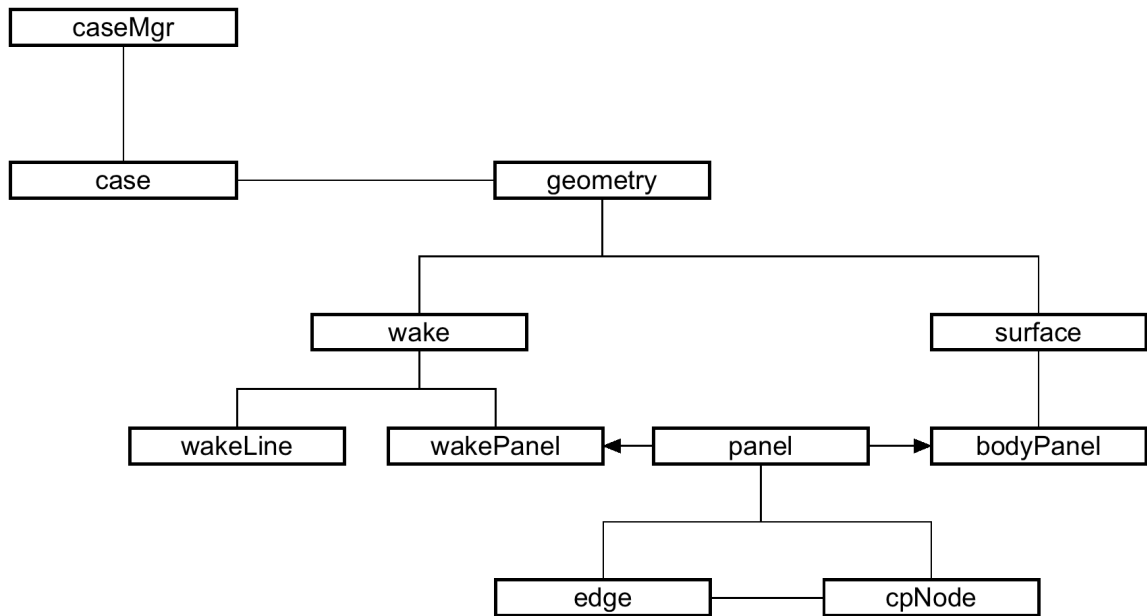 caseMgr
case
geometry
wake
surface
wakeLine
wakePanel
panel
bodyPanel
edge
cpNode